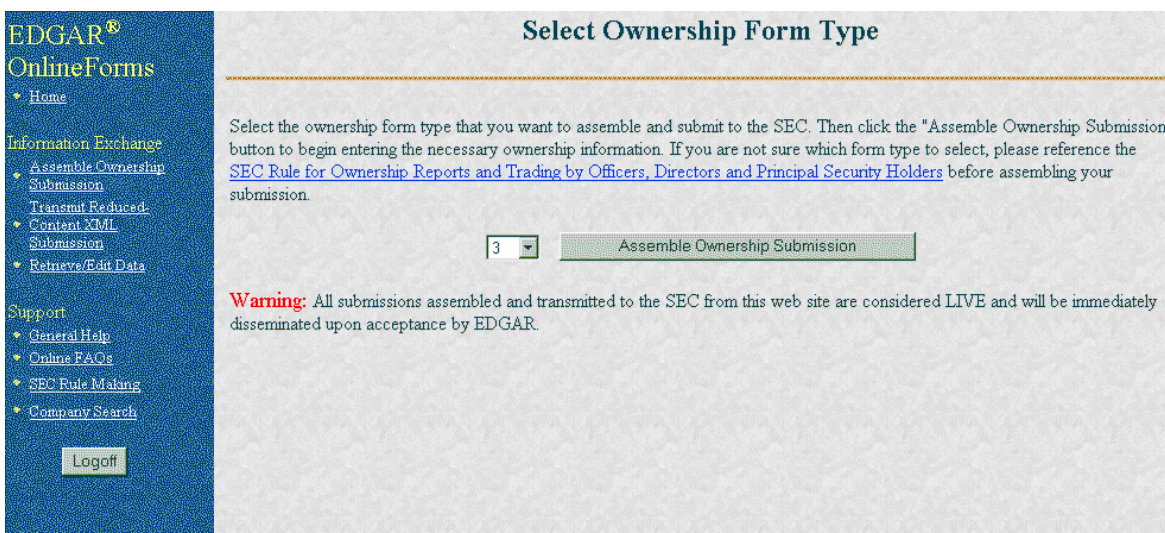 EDGAR®
OnlineForms
Home
Information Exchange
Assemble Ownership
Submission
Transmit Reduced-
Content XML
Submission
Retrieve/Edit Data
Support
General Help
Online FAQs
SEC Rule Making
Company Search
Logoff
Select Ownership Form Type
Select the ownership form type that you want to assemble and submit to the SEC. Then click the "Assemble Ownership Submission
button to begin entering the necessary ownership information. If you are not sure which form type to select, please reference the
SEC Rule for Ownership Reports and Trading by Officers, Directors and Principal Security Holders before assembling your
submission.
3
Assemble Ownership Submission
Warning: All submissions assembled and transmitted to the SEC from this web site are considered LIVE and will be immediately
disseminated upon acceptance by EDGAR.